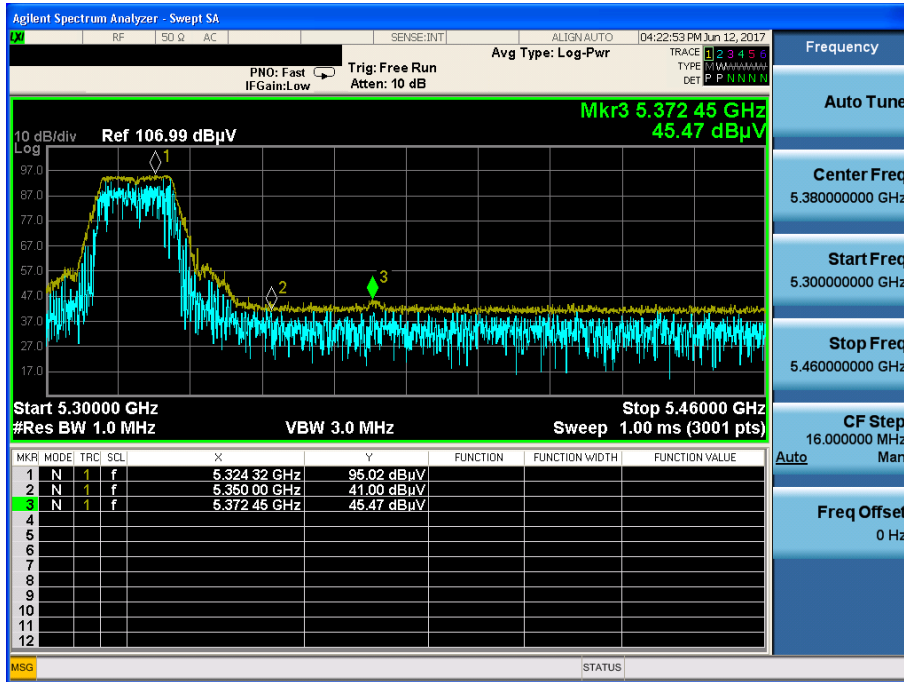 Agilent Spectrum Analyzer - Swept SA
LXI RF 50 Ω AC SENSE:INT ALIGN AUTO 04:22:53 PM Jun 12, 2017
Frequency
Avg Type: Log-Pwr
TRACE 1 2 3 4 5 6
PNO: Fast Trig: Free Run
TYPE M W W W W W
IFGain:Low Atten: 10 dB
DET P P N N N N
Auto Tune
Mkr3 5.372 45 GHz
45.47 dBµV
10 dB/div Ref 106.99 dBµV
Log
97.0
87.0
77.0
67.0
57.0
47.0
37.0
27.0
17.0
1
2
3
Center Freq
5.380000000 GHz
Start Freq
5.300000000 GHz
Stop Freq
5.460000000 GHz
Start 5.30000 GHz Stop 5.46000 GHz
#Res BW 1.0 MHz VBW 3.0 MHz Sweep 1.00 ms (3001 pts)
CF Step
16.000000 MHz
Auto Man
Freq Offset
0 Hz
MKR MODE TRC SCL X Y FUNCTION FUNCTION WIDTH FUNCTION VALUE
1 N 1 f 5.324 32 GHz 95.02 dBµV
2 N 1 f 5.350 00 GHz 41.00 dBµV
3 N 1 f 5.372 45 GHz 45.47 dBµV
4
5
6
7
8
9
10
11
12
MSG STATUS